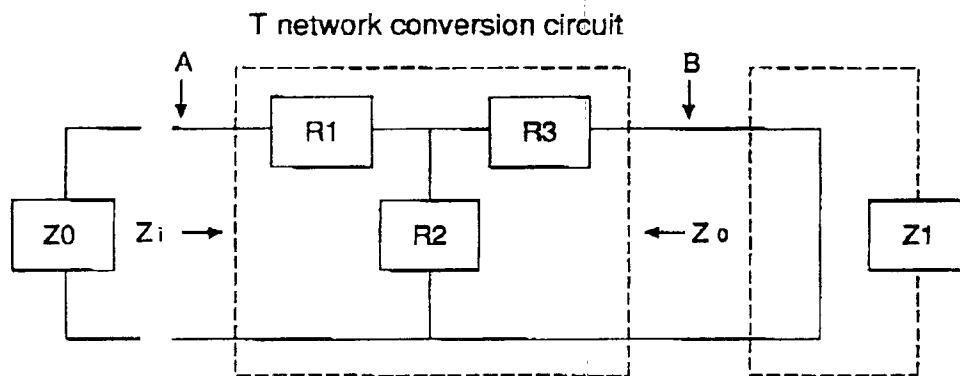 T network conversion circuit
A
B
R1
R3
Z0
Zi
R2
Zo
Z1